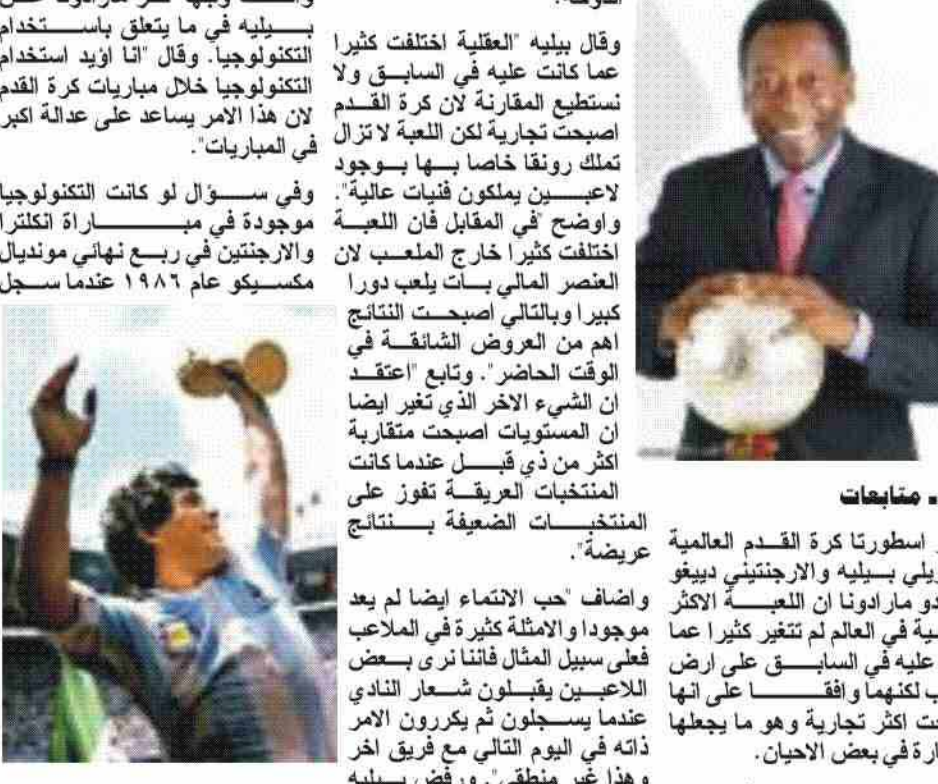 متابعات
اسطورتا كرة القدم العالمية
بيليه والارجنتيني دييغو
مارادونا ان اللعبة الاكثر
في العالم لم تتغير كثيرا عما
عليه في السابق على ارض
لكنهما وافقا على انها
اكثر تجارية وهو ما يجعلها
في بعض الاحيان.
وقال بيليه "العقلية اختلفت كثيرا
عما كانت عليه في السابق ولا
نستطيع المقارنة لان كرة القدم
اصبحت تجارية لكن اللعبة لا تزال
تملك رونقا خاصا بها بوجود
لاعبين يملكون فنيات عالية".
واوضح "في المقابل فان اللعبة
اختلفت كثيرا خارج الملعب لان
العنصر المالي بات يلعب دورا
كبيرا وبالتالي اصبحت النتائج
اهم من العروض الشائقة في
الوقت الحاضر". وتابع "اعتقد
ان الشيء الاخر الذي تغير ايضا
ان المستويات اصبحت متقاربة
اكثر من ذي قبل عندما كانت
المنتخبات العريقة تفوز على
المنتخبات الضعيفة بنتائج
عريضة".
واضاف "حب الانتماء ايضا لم يعد
موجودا والامثلة كثيرة في الملاعب
فعلى سبيل المثال فاننا نرى بعض
اللاعبين يقبلون شعار النادي
عندما يسجلون ثم يكررون الامر
ذاته في اليوم التالي مع فريق اخر
وهذا غير منطقي". ورفض بيليه
بيليه في ما يتعلق باستخدام
التكنولوجيا. وقال "انا اؤيد استخدام
التكنولوجيا خلال مباريات كرة القدم
لان هذا الامر يساعد على عدالة اكبر
في المباريات".
وفي سؤال لو كانت التكنولوجيا
موجودة في مباراة انكلترا
والارجنتين في ربع نهائي مونديال
مكسيكو عام ١٩٨٦ عندما سجل